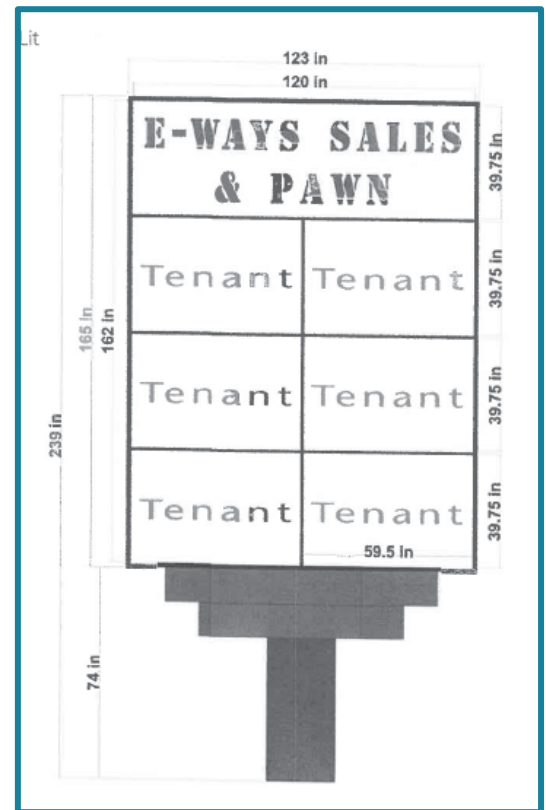 Lit
123 in
120 in
E-WAYS SALES
& PAWN
39.75 in
Tenant Tenant
39.75 in
165 in
162 in
Tenant Tenant
39.75 in
239 in
Tenant Tenant
39.75 in
59.5 in
74 in